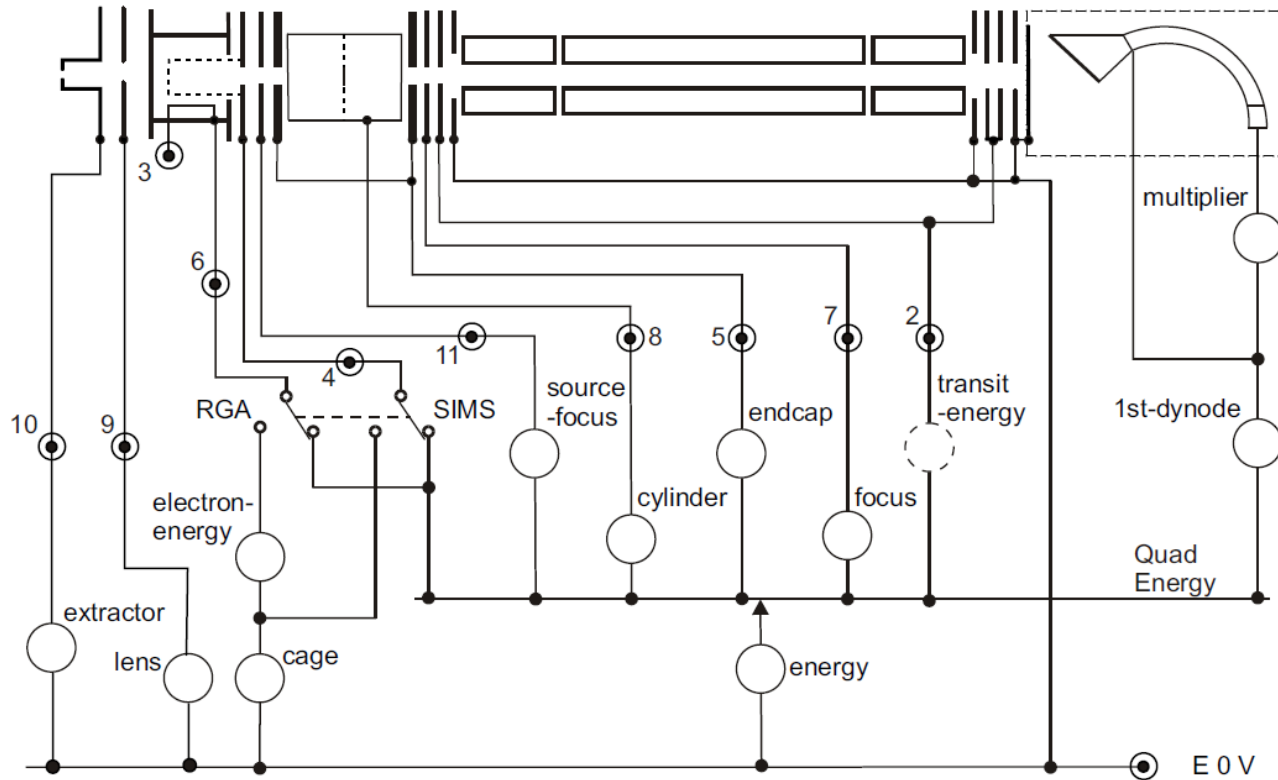 3
multiplier
6
11
8
5
7
2
4
RGA
SIMS
source
-focus
endcap
transit
-energy
1st-dynode
10
9
electron-
energy
cylinder
focus
Quad
Energy
extractor
lens
cage
energy
E 0 V